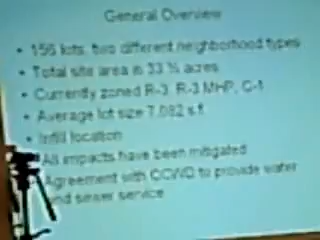 General Overview
• 156 lots, two different neighborhood types
• Total site area is 33 ½ acres
• Currently zoned R-3, R-3 MHP, C-1
• Average lot size 7,082 s.f.
• Infill location
All impacts have been mitigated
Agreement with CCWD to provide water
and sewer service